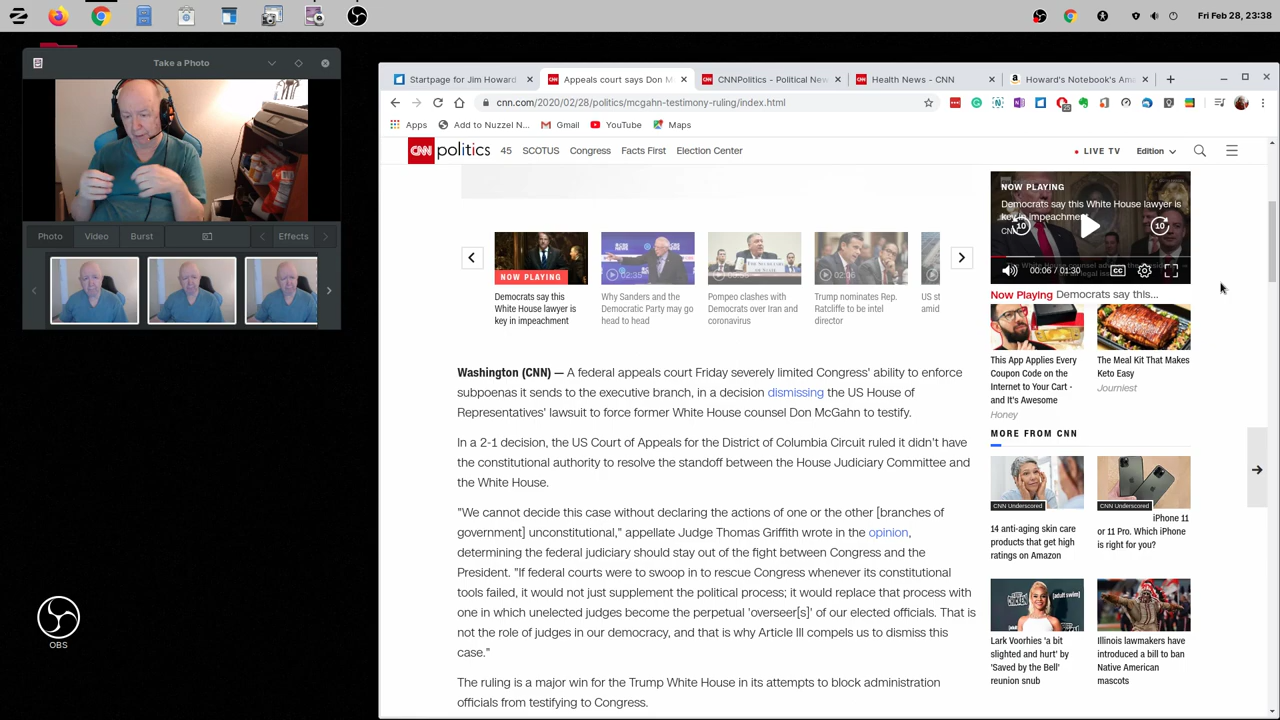 Fri Feb 28, 23:38
Take a Photo
Photo
Video
Burst
Effects
OBS
Startpage for Jim Howard
Appeals court says Don M
CNNPolitics - Political New
Health News - CNN
Howard's Notebook's Ama
cnn.com/2020/02/28/politics/mcgahn-testimony-ruling/index.html
Apps
Add to Nuzzel N...
Gmail
YouTube
Maps
CNN politics
45
SCOTUS
Congress
Facts First
Election Center
LIVE TV
Edition
NOW PLAYING
Democrats say this
White House lawyer is
key in impeachment
02:35
Why Sanders and the
Democratic Party may go
head to head
Pompeo clashes with
Democrats over Iran and
coronavirus
02:36
Trump nominates Rep.
Ratcliffe to be intel
director
US st
amid
Washington (CNN) — A federal appeals court Friday severely limited Congress' ability to enforce
subpoenas it sends to the executive branch, in a decision dismissing the US House of
Representatives' lawsuit to force former White House counsel Don McGahn to testify.
In a 2-1 decision, the US Court of Appeals for the District of Columbia Circuit ruled it didn't have
the constitutional authority to resolve the standoff between the House Judiciary Committee and
the White House.
"We cannot decide this case without declaring the actions of one or the other [branches of
government] unconstitutional," appellate Judge Thomas Griffith wrote in the opinion,
determining the federal judiciary should stay out of the fight between Congress and the
President. "If federal courts were to swoop in to rescue Congress whenever its constitutional
tools failed, it would not just supplement the political process; it would replace that process with
one in which unelected judges become the perpetual 'overseer[s]' of our elected officials. That is
not the role of judges in our democracy, and that is why Article III compels us to dismiss this
case."
The ruling is a major win for the Trump White House in its attempts to block administration
officials from testifying to Congress.
NOW PLAYING
Democrats say this White House lawyer is
key in impeachment
CNN
10
10
00:06 / 01:30
CC
Now Playing Democrats say this...
This App Applies Every
Coupon Code on the
Internet to Your Cart -
and It's Awesome
Honey
The Meal Kit That Makes
Keto Easy
Journiest
MORE FROM CNN
CNN Underscored
14 anti-aging skin care
products that get high
ratings on Amazon
CNN Underscored
iPhone 11
or 11 Pro. Which iPhone
is right for you?
[adult swim]
Lark Voorhies 'a bit
slighted and hurt' by
'Saved by the Bell'
reunion snub
Illinois lawmakers have
introduced a bill to ban
Native American
mascots